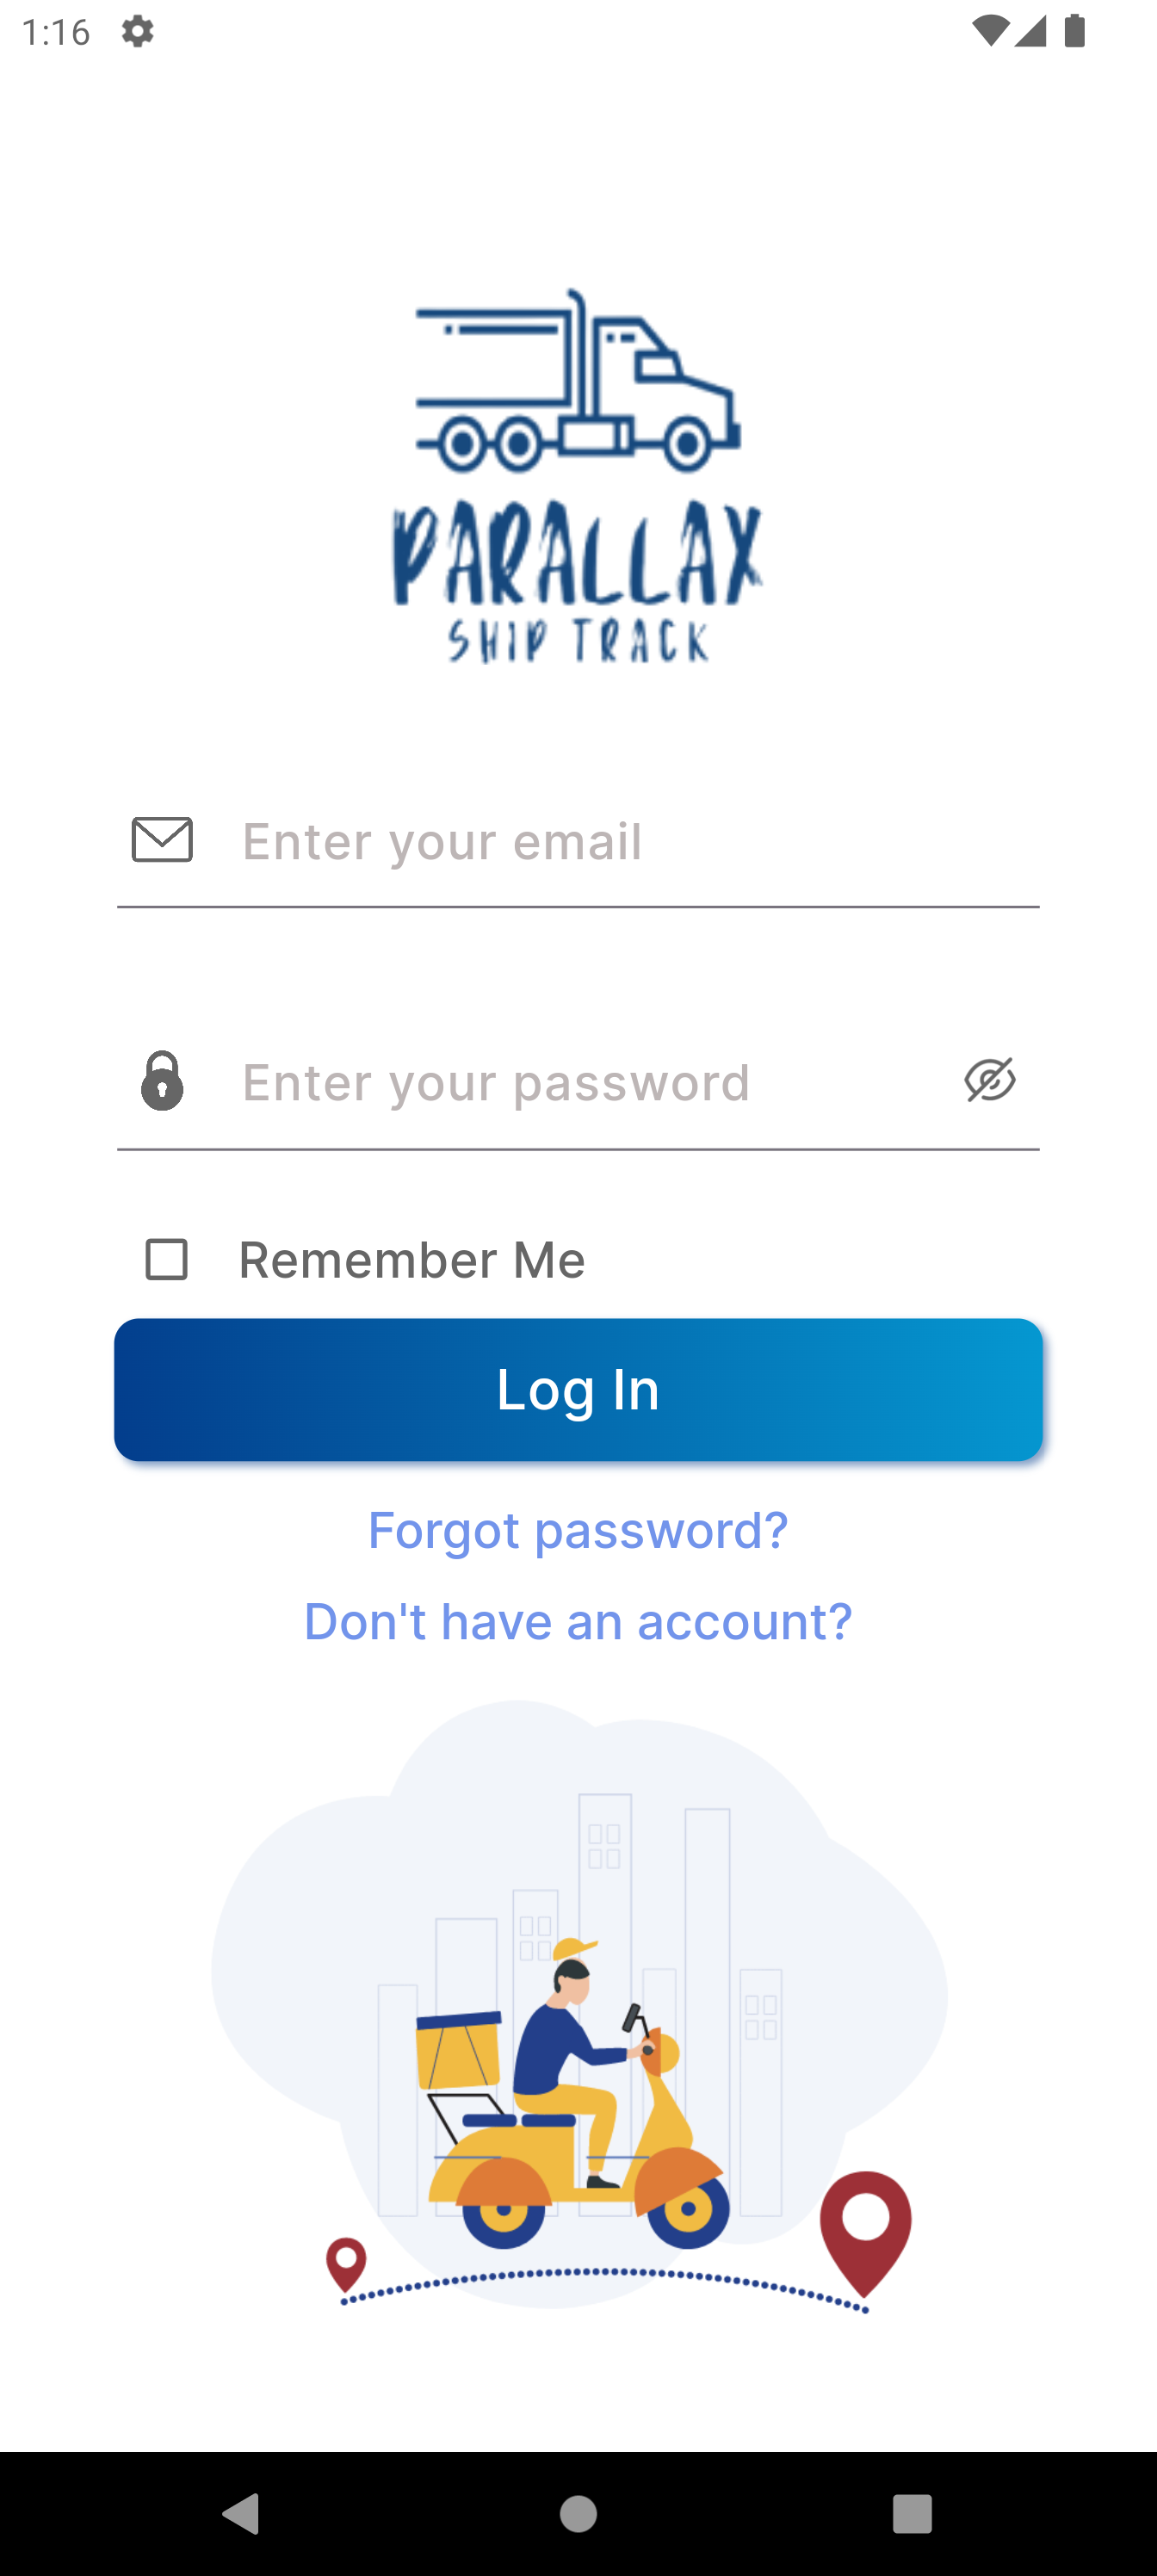 1:16
PARALLAX
SHIP TRACK
Enter your email
Enter your password
Remember Me
Log In
Forgot password?
Don't have an account?